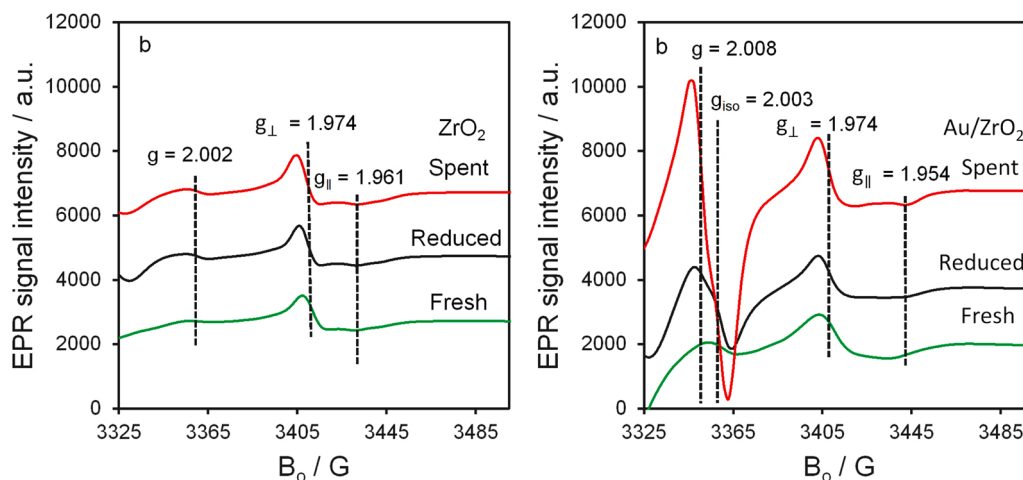 12000
10000
8000
6000
4000
2000
0
EPR signal intensity / a.u.
b
ZrO₂
g⊥ = 1.974
g = 2.002
Spent
g∥ = 1.961
Reduced
Fresh
3325 3365 3405 3445 3485
Bₒ / G
12000
10000
8000
6000
4000
2000
0
EPR signal intensity / a.u.
b
g = 2.008
gᵢₛₒ = 2.003
g⊥ = 1.974
Au/ZrO₂
Spent
g∥ = 1.954
Reduced
Fresh
3325 3365 3405 3445 3485
Bₒ / G